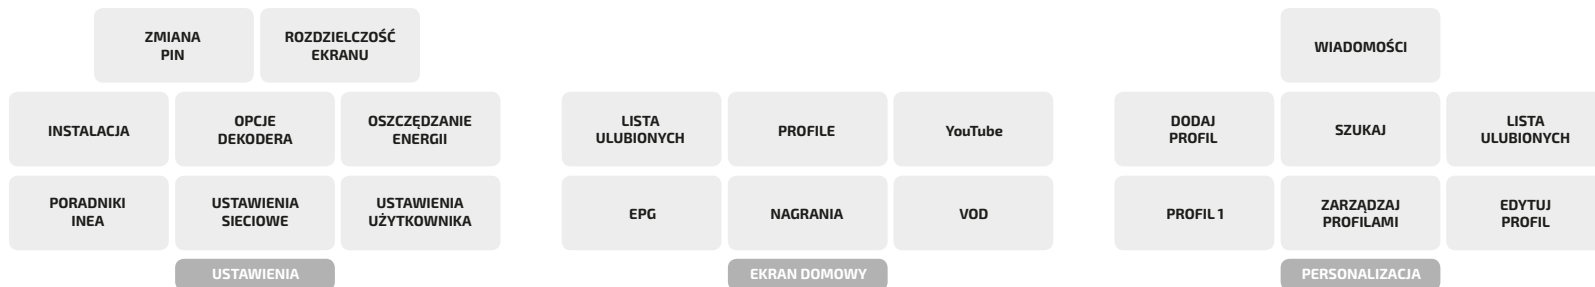 ZMIANA
PIN
ROZDZIELCZOŚĆ
EKRANU
INSTALACJA
OPCJE
DEKODERA
OSZCZĘDZANIE
ENERGII
PORADNIKI
INEA
USTAWIENIA
SIECIOWE
USTAWIENIA
UŻYTKOWNIKA
USTAWIENIA
LISTA
ULUBIONYCH
PROFILE
YouTube
EPG
NAGRANIA
VOD
EKRAN DOMOWY
WIADOMOŚCI
DODAJ
PROFIL
SZUKAJ
LISTA
ULUBIONYCH
PROFIL 1
ZARZĄDZAJ
PROFILAMI
EDYTUJ
PROFIL
PERSONALIZACJA